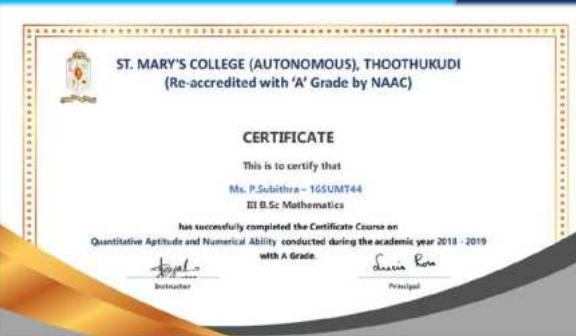 ST. MARY'S COLLEGE (AUTONOMOUS), THOOTHUKUDI
(Re-accredited with 'A' Grade by NAAC)
CERTIFICATE
This is to certify that
Ms. P.Subithra – 16SUMT44
III B.Sc Mathematics
has successfully completed the Certificate Course on
Quantitative Aptitude and Numerical Ability conducted during the academic year 2018 - 2019
with A Grade.
Lucia Rose
Instructor Principal